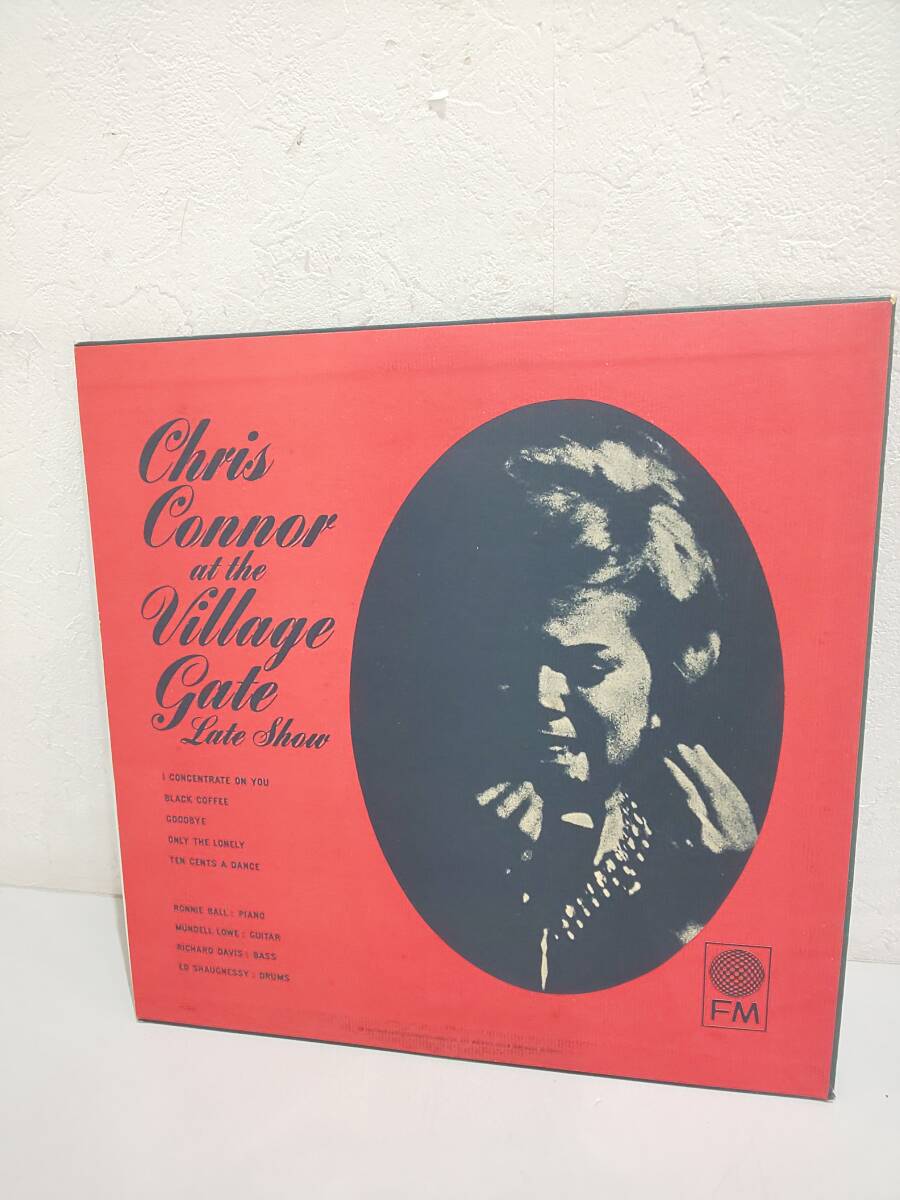 Chris
Connor
at the
Village
Gate
Late Show
I CONCENTRATE ON YOU
BLACK COFFEE
GOODBYE
ONLY THE LONELY
TEN CENTS A DANCE
RONNIE BALL : PIANO
MUNDELL LOWE : GUITAR
RICHARD DAVIS : BASS
ED SHAUGNESSY : DRUMS
FM